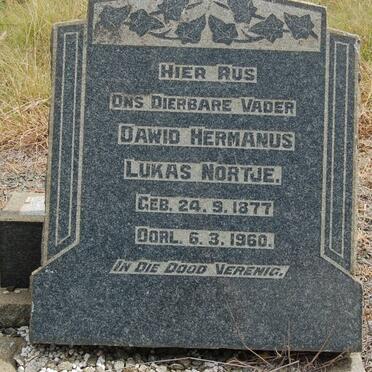 HIER RUS
ONS DIERBARE VADER
DAWID HERMANUS
LUKAS NORTJE.
GEB. 24.9.1877
OORL. 6.3.1960.
IN DIE DOOD VERENIG.